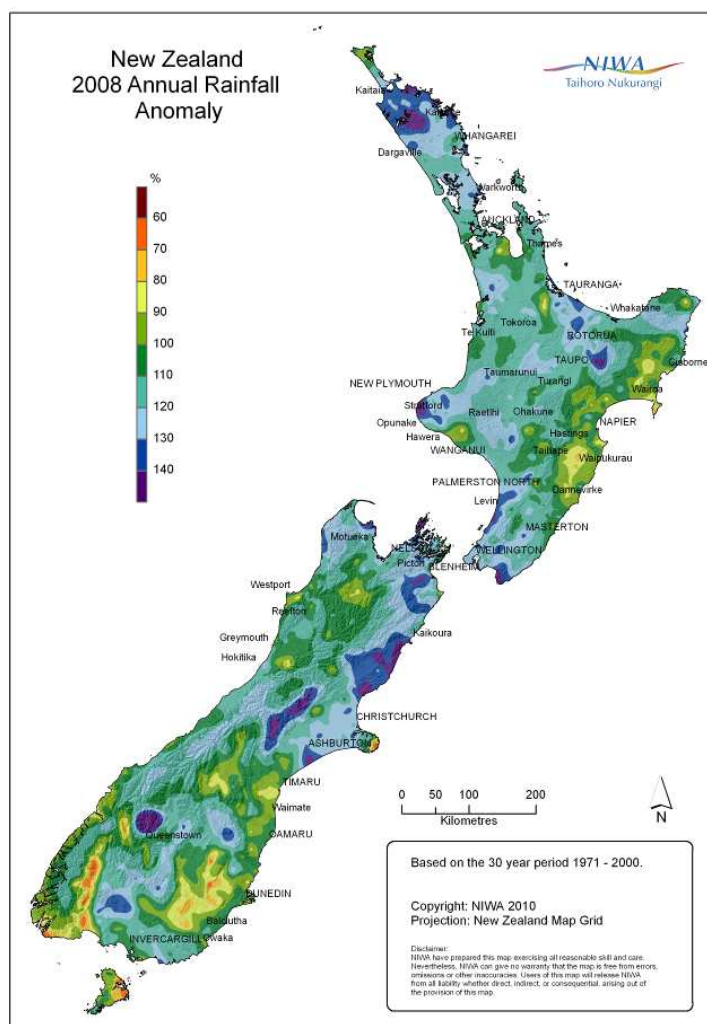 New Zealand
2008 Annual Rainfall
Anomaly
NIWA
Taihoro Nukurangi
%
60
70
80
90
100
110
120
130
140
Kaitaia
WHANGAREI
Dargaville
Warkworth
AUCKLAND
TAURANGA
Whakatane
Tokoroa
ROTORUA
Te Kuiti
TAUPO
Gisborne
Taumarunui
Turangi
Wairoa
NEW PLYMOUTH
Stratford
Raetihi
Ohakune
NAPIER
Opunake
Hastings
Hawera
WANGANUI
Taihape
Waipukurau
PALMERSTON NORTH
Dannevirke
Levin
MASTERTON
Motueka
WELLINGTON
Picton
BLENHEIM
Westport
Reefton
Kaikoura
Greymouth
Hokitika
CHRISTCHURCH
ASHBURTON
TIMARU
Waimate
Queenstown
OAMARU
DUNEDIN
Balclutha
INVERCARGILL
Owaka
0 50 100 200
Kilometres
N
Based on the 30 year period 1971 - 2000.
Copyright: NIWA 2010
Projection: New Zealand Map Grid
Disclaimer:
NIWA have prepared this map exercising all reasonable skill and care.
Nevertheless, NIWA can give no warranty that the map is free from errors,
omissions or other inaccuracies. Users of this map will release NIWA
from all liability whether direct, indirect, or consequential, arising out of
the provision of this map.